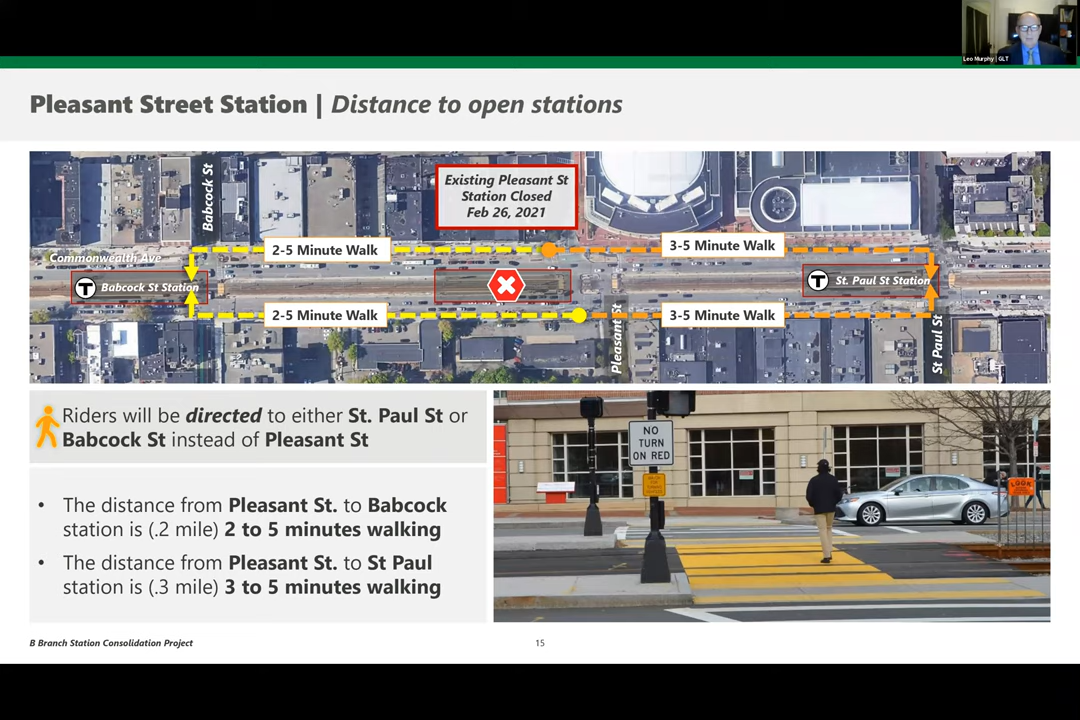 Leo Murphy | GLT
Pleasant Street Station | Distance to open stations
Babcock St
Existing Pleasant St
Station Closed
Feb 26, 2021
2-5 Minute Walk
3-5 Minute Walk
Commonwealth Ave
T Babcock St Station
T St. Paul St Station
2-5 Minute Walk
3-5 Minute Walk
Pleasant St
St Paul St
Riders will be directed to either St. Paul St or
Babcock St instead of Pleasant St
• The distance from Pleasant St. to Babcock
station is (.2 mile) 2 to 5 minutes walking
• The distance from Pleasant St. to St Paul
station is (.3 mile) 3 to 5 minutes walking
NO
TURN
ON RED
LOOK
B Branch Station Consolidation Project
15